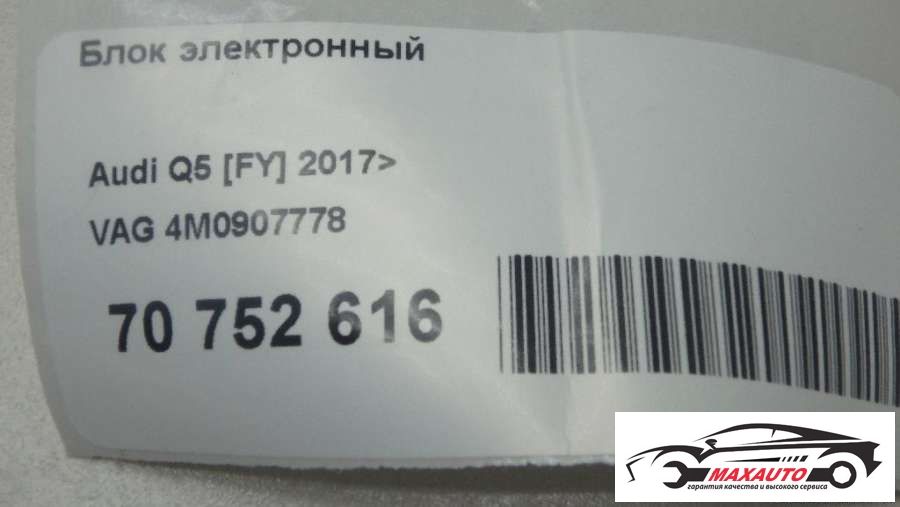 Блок электронный
Audi Q5 [FY] 2017>
VAG 4M0907778
70 752 616
MAXAUTO
гарантия качества и высокого сервиса